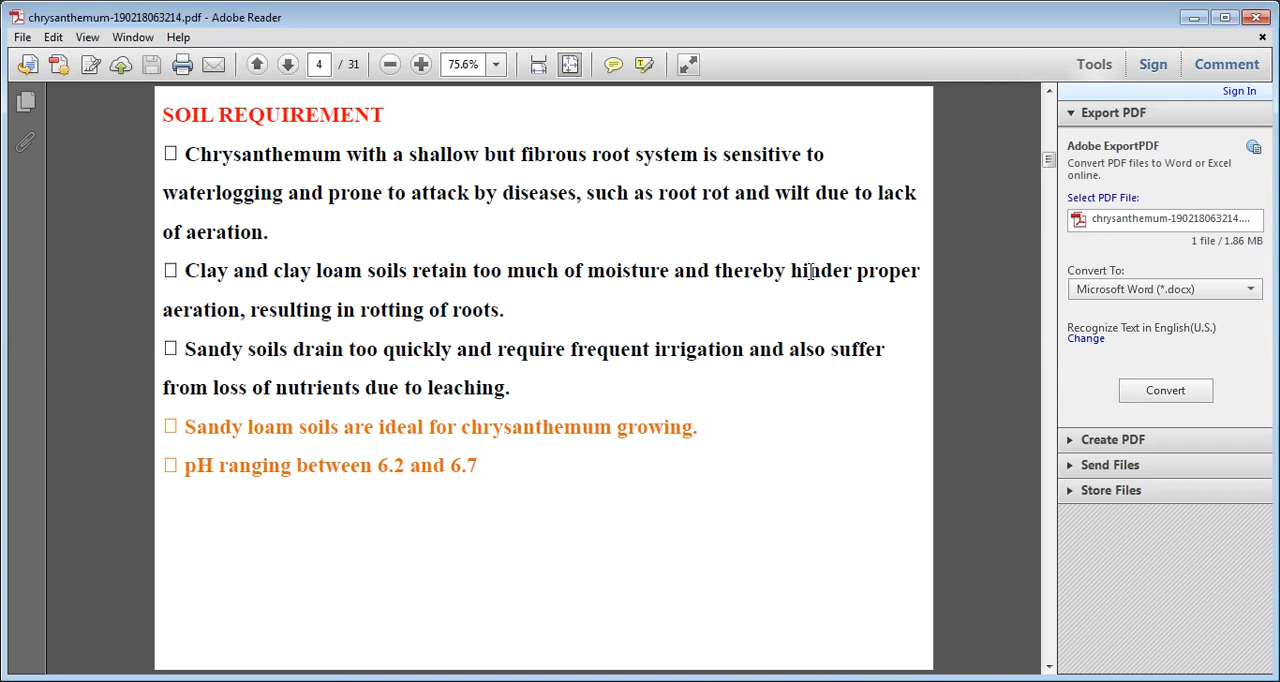 chrysanthemum-190218063214.pdf - Adobe Reader
File Edit View Window Help
4 / 31 75.6% Tools Sign Comment
Sign In
SOIL REQUIREMENT
Chrysanthemum with a shallow but fibrous root system is sensitive to
waterlogging and prone to attack by diseases, such as root rot and wilt due to lack
of aeration.
Clay and clay loam soils retain too much of moisture and thereby hinder proper
aeration, resulting in rotting of roots.
Sandy soils drain too quickly and require frequent irrigation and also suffer
from loss of nutrients due to leaching.
Sandy loam soils are ideal for chrysanthemum growing.
pH ranging between 6.2 and 6.7
Export PDF
Adobe ExportPDF
Convert PDF files to Word or Excel
online.
Select PDF File:
chrysanthemum-190218063214....
1 file / 1.86 MB
Convert To:
Microsoft Word (*.docx)
Recognize Text in English(U.S.)
Change
Convert
Create PDF
Send Files
Store Files